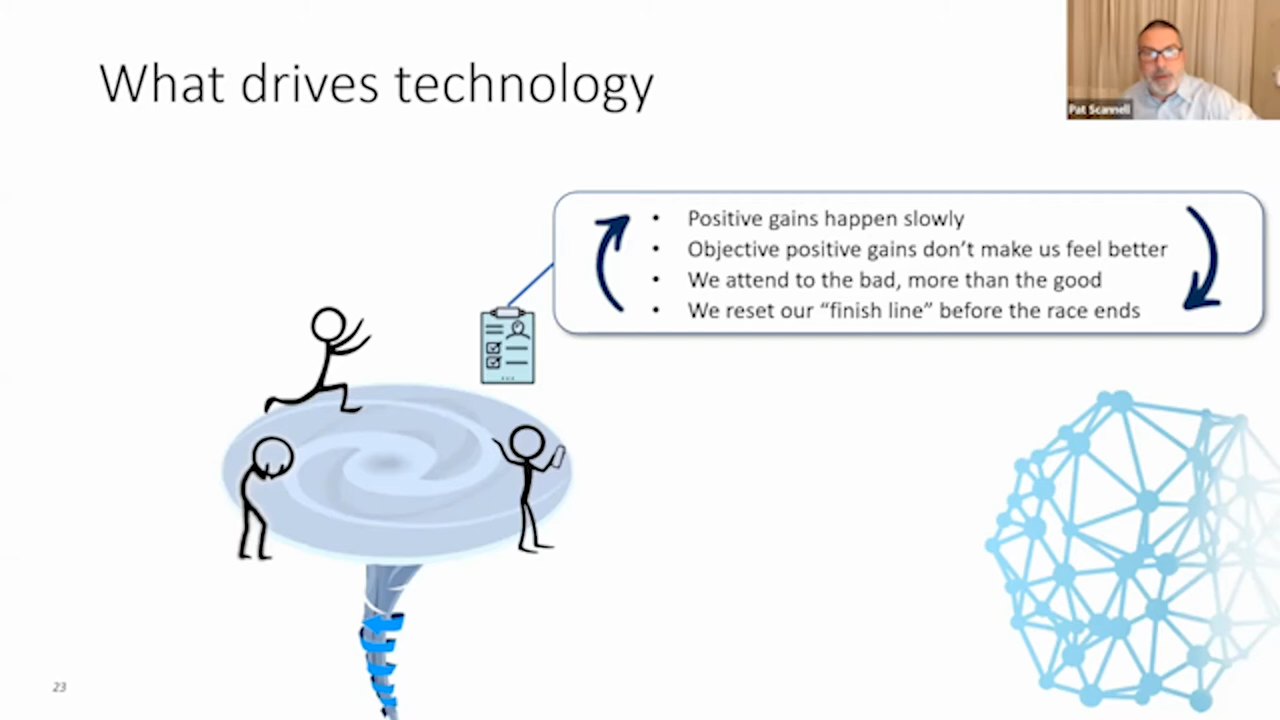 What drives technology
Pat Scannell
• Positive gains happen slowly
• Objective positive gains don’t make us feel better
• We attend to the bad, more than the good
• We reset our “finish line” before the race ends
23